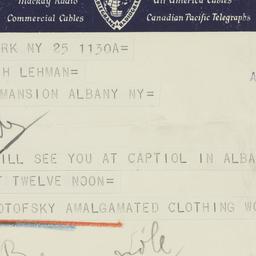 Mackay Radio All America Cables
Commercial Cables Canadian Pacific Telegraphs
RK NY 25 1130A=
H LEHMAN=
MANSION ALBANY NY=
ILL SEE YOU AT CAPTIOL IN ALBA
TWELVE NOON=
OTOFSKY AMALGAMATED CLOTHING WO